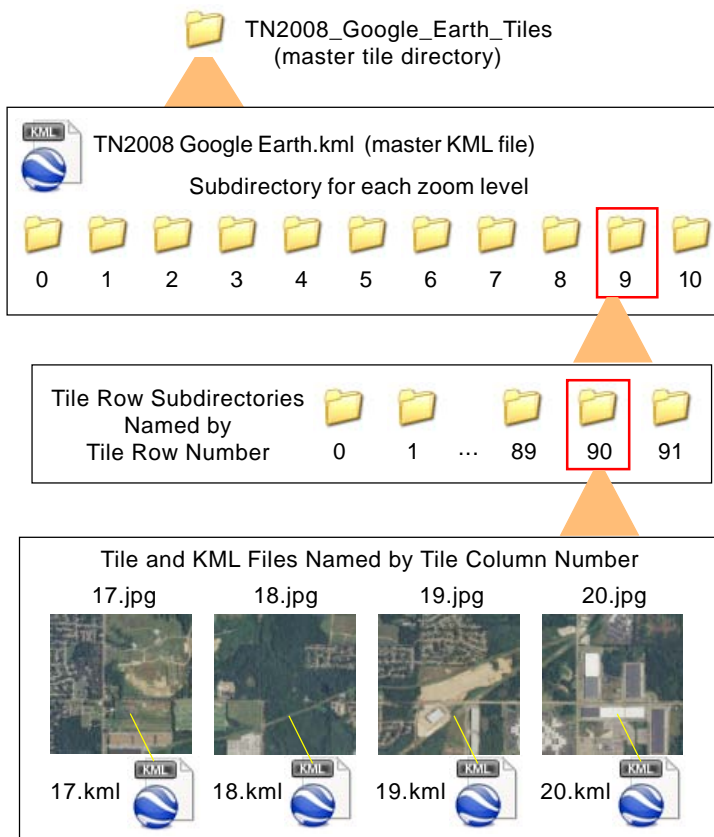 TN2008_Google_Earth_Tiles
(master tile directory)
KML
TN2008 Google Earth.kml (master KML file)
Subdirectory for each zoom level
0 1 2 3 4 5 6 7 8 9 10
Tile Row Subdirectories
Named by
Tile Row Number
0 1 ... 89 90 91
Tile and KML Files Named by Tile Column Number
17.jpg 18.jpg 19.jpg 20.jpg
KML KML KML KML
17.kml 18.kml 19.kml 20.kml